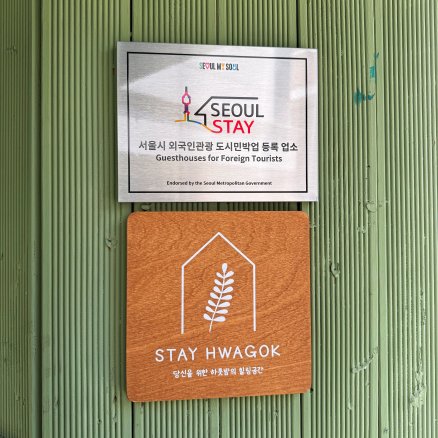 SEOUL MY SOUL
SEOUL
STAY
서울시 외국인관광 도시민박업 등록 업소
Guesthouses for Foreign Tourists
Endorsed by the Seoul Metropolitan Government
STAY HWAGOK
당신을 위한 하룻밤의 힐링공간